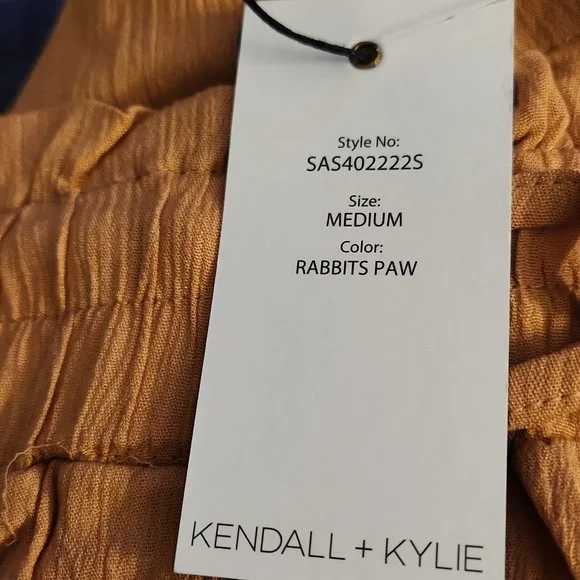 Style No:
SAS402222S
Size:
MEDIUM
Color:
RABBITS PAW
KENDALL + KYLIE